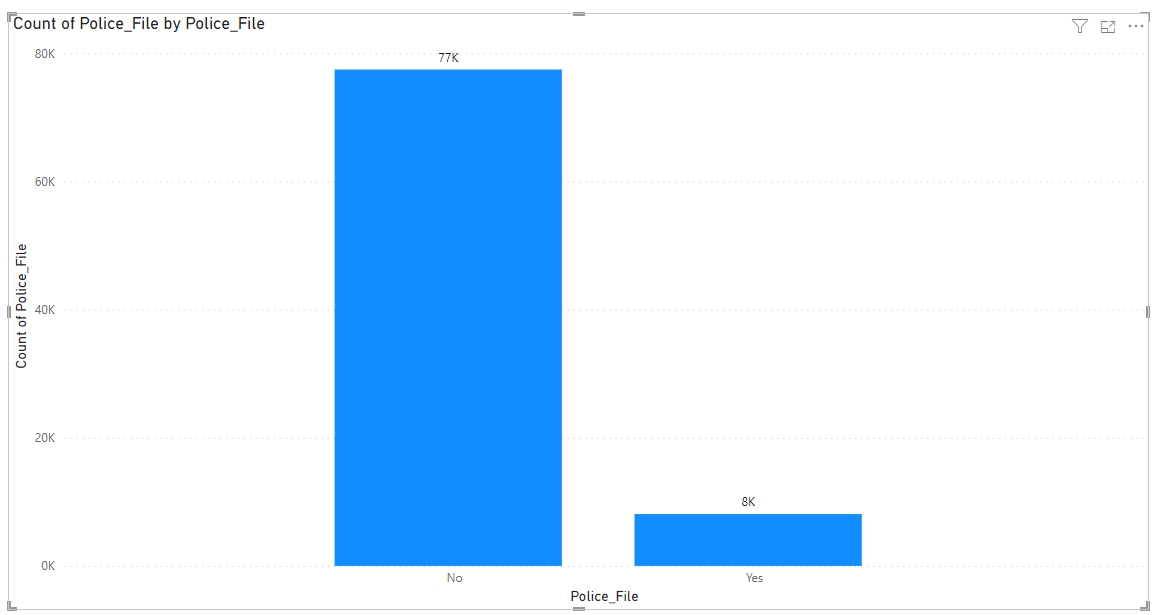 Count of Police_File by Police_File
80K
77K
60K
40K
20K
8K
0K
Count of Police_File
No
Yes
Police_File